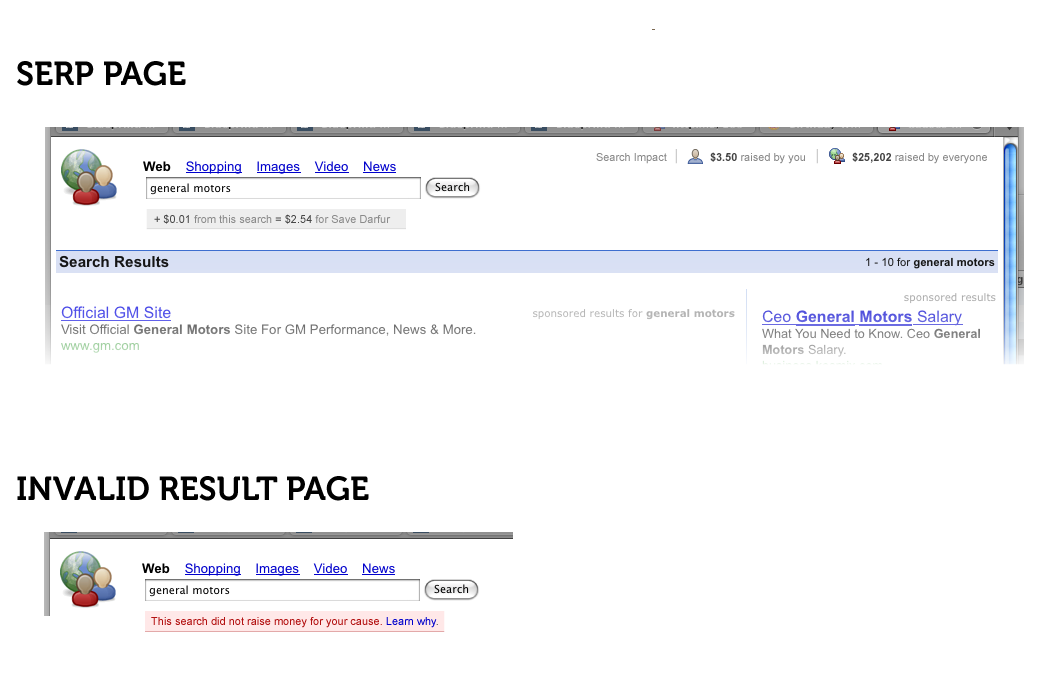 SERP PAGE
Search Impact $3.50 raised by you $25,202 raised by everyone
Web Shopping Images Video News
general motors Search
+ $0.01 from this search = $2.54 for Save Darfur
Search Results 1 - 10 for general motors
sponsored results
Official GM Site sponsored results for general motors
Ceo General Motors Salary
Visit Official General Motors Site For GM Performance, News & More.
What You Need to Know. Ceo General
www.gm.com
Motors Salary.
INVALID RESULT PAGE
Web Shopping Images Video News
general motors Search
This search did not raise money for your cause. Learn why.